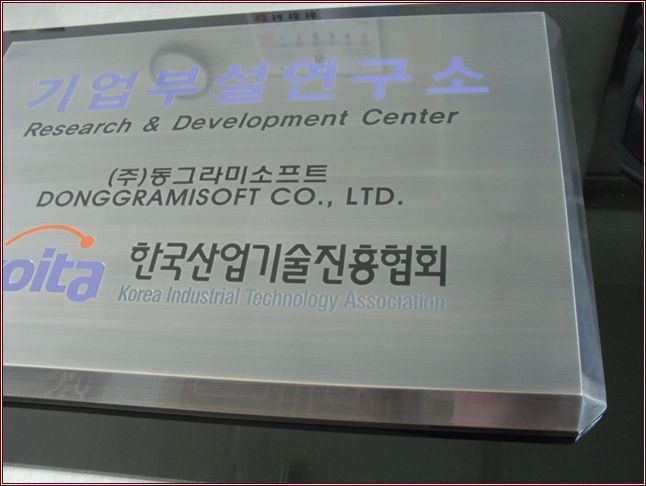 기업부설연구소
Research & Development Center
(주)동그라미소프트
DONGGRAMISOFT CO., LTD.
oita 한국산업기술진흥협회
Korea Industrial Technology Association